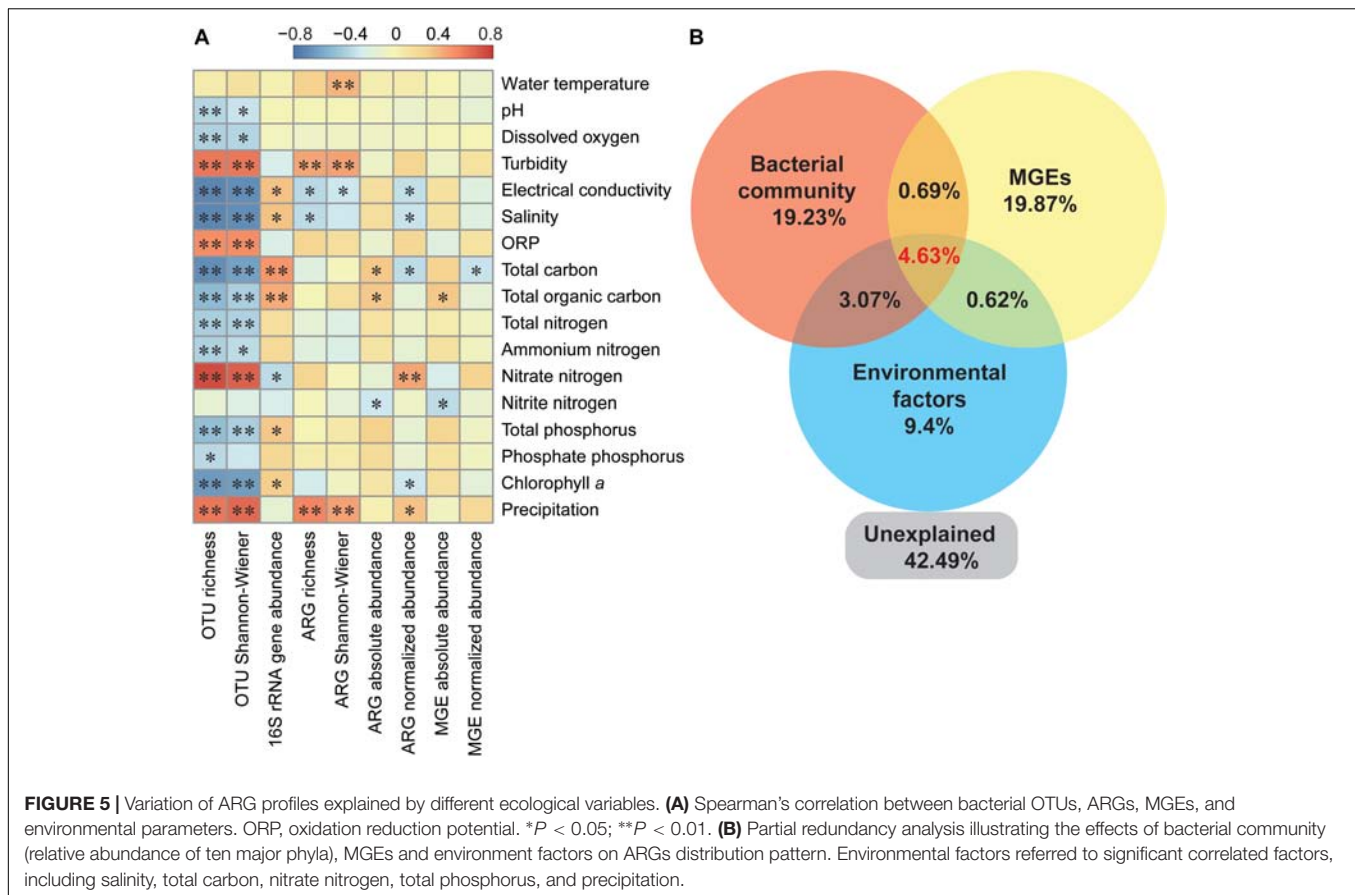 A
−0.8 −0.4 0 0.4 0.8
** Water temperature
** * pH
** * Dissolved oxygen
** ** ** ** Turbidity
** ** * * * * Electrical conductivity
** ** * * * Salinity
** ** ORP
** ** ** * * * Total carbon
** ** ** * * Total organic carbon
** ** Total nitrogen
** * Ammonium nitrogen
** ** * ** Nitrate nitrogen
* * Nitrite nitrogen
** ** * Total phosphorus
* Phosphate phosphorus
** ** * * Chlorophyll a
** ** ** ** * Precipitation
OTU richness
OTU Shannon-Wiener
16S rRNA gene abundance
ARG richness
ARG Shannon-Wiener
ARG absolute abundance
ARG normalized abundance
MGE absolute abundance
MGE normalized abundance
B
Bacterial
community
19.23%
0.69%
MGEs
19.87%
4.63%
3.07%
0.62%
Environmental
factors
9.4%
Unexplained
42.49%
FIGURE 5 | Variation of ARG profiles explained by different ecological variables. (A) Spearman's correlation between bacterial OTUs, ARGs, MGEs, and
environmental parameters. ORP, oxidation reduction potential. *P < 0.05; **P < 0.01. (B) Partial redundancy analysis illustrating the effects of bacterial community
(relative abundance of ten major phyla), MGEs and environment factors on ARGs distribution pattern. Environmental factors referred to significant correlated factors,
including salinity, total carbon, nitrate nitrogen, total phosphorus, and precipitation.